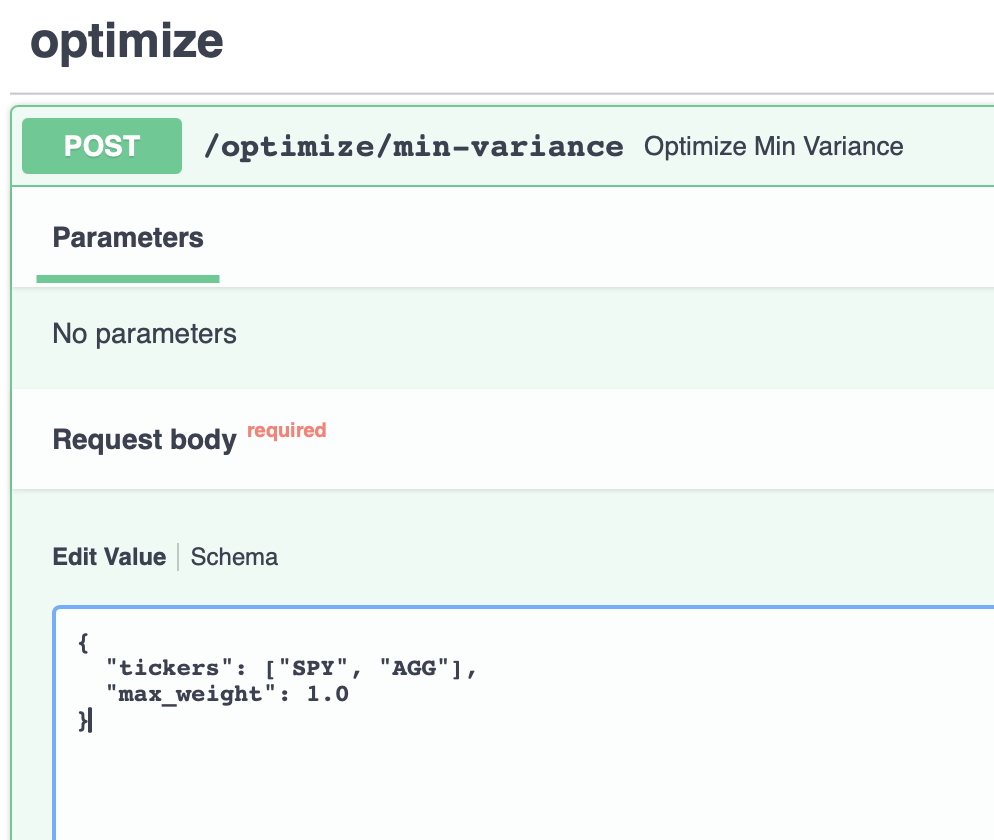 optimize
POST /optimize/min-variance Optimize Min Variance
Parameters
No parameters
Request body required
Edit Value Schema
{
  "tickers": ["SPY", "AGG"],
  "max_weight": 1.0
}